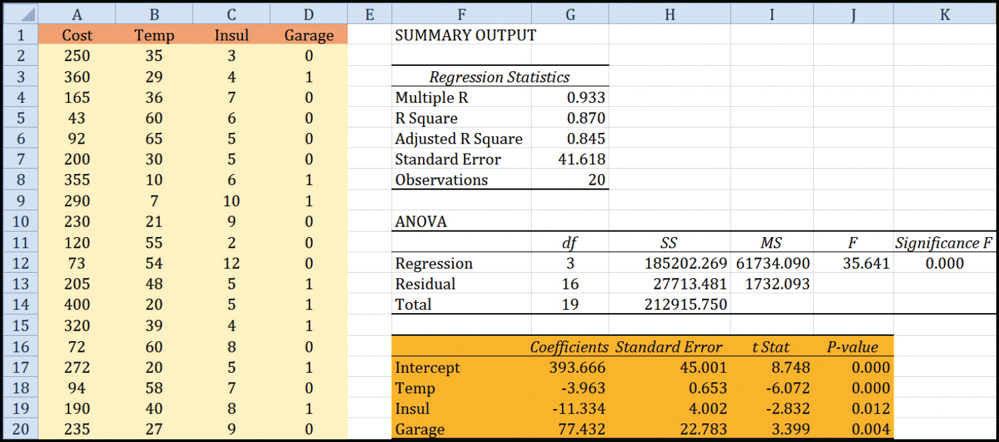 A B C D E F G H I J K
1 Cost Temp Insul Garage SUMMARY OUTPUT
2 250 35 3 0
3 360 29 4 1 Regression Statistics
4 165 36 7 0 Multiple R 0.933
5 43 60 6 0 R Square 0.870
6 92 65 5 0 Adjusted R Square 0.845
7 200 30 5 0 Standard Error 41.618
8 355 10 6 1 Observations 20
9 290 7 10 1
10 230 21 9 0 ANOVA
11 120 55 2 0 df SS MS F Significance F
12 73 54 12 0 Regression 3 185202.269 61734.090 35.641 0.000
13 205 48 5 1 Residual 16 27713.481 1732.093
14 400 20 5 1 Total 19 212915.750
15 320 39 4 1
16 72 60 8 0 Coefficients Standard Error t Stat P-value
17 272 20 5 1 Intercept 393.666 45.001 8.748 0.000
18 94 58 7 0 Temp -3.963 0.653 -6.072 0.000
19 190 40 8 1 Insul -11.334 4.002 -2.832 0.012
20 235 27 9 0 Garage 77.432 22.783 3.399 0.004